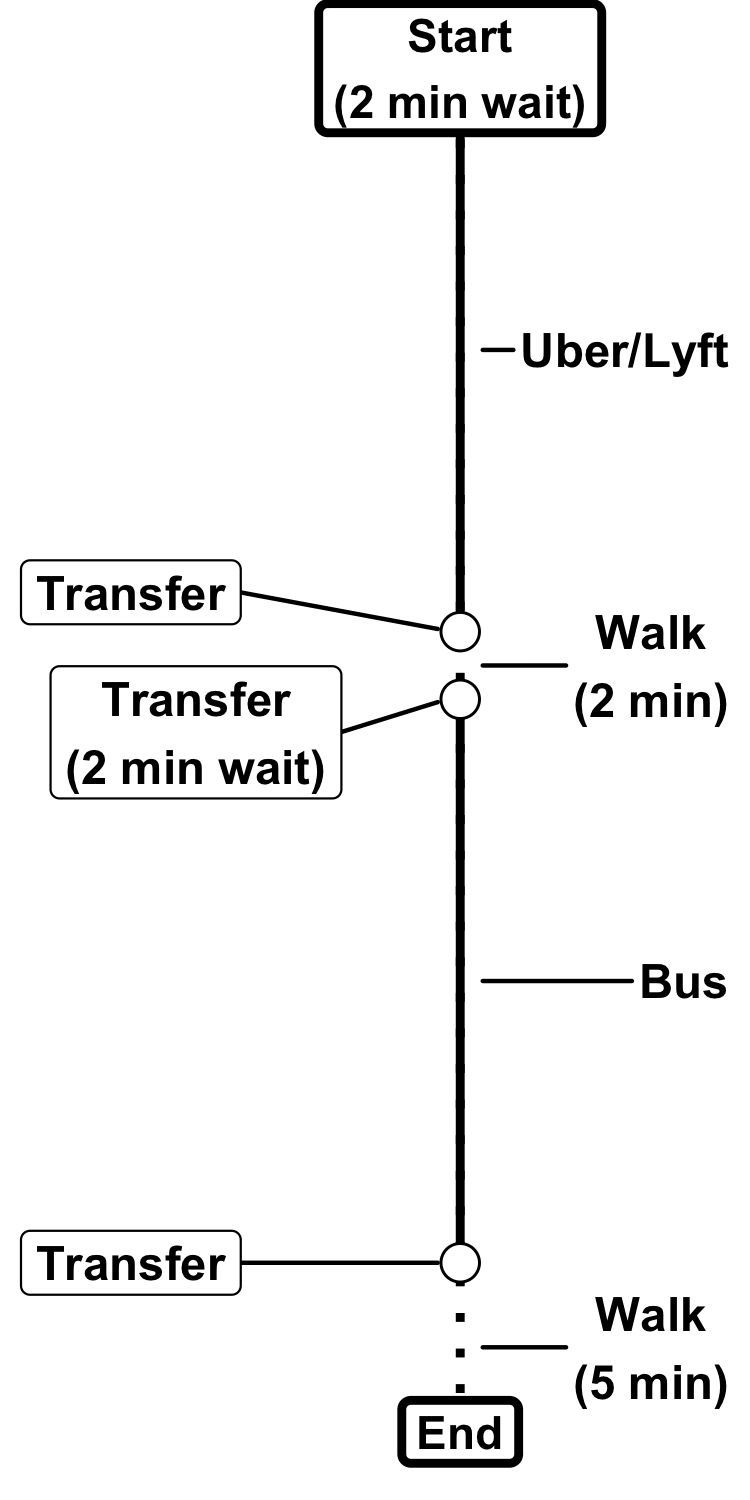 Start
(2 min wait)
Uber/Lyft
Transfer
Walk
(2 min)
Transfer
(2 min wait)
Bus
Transfer
Walk
(5 min)
End